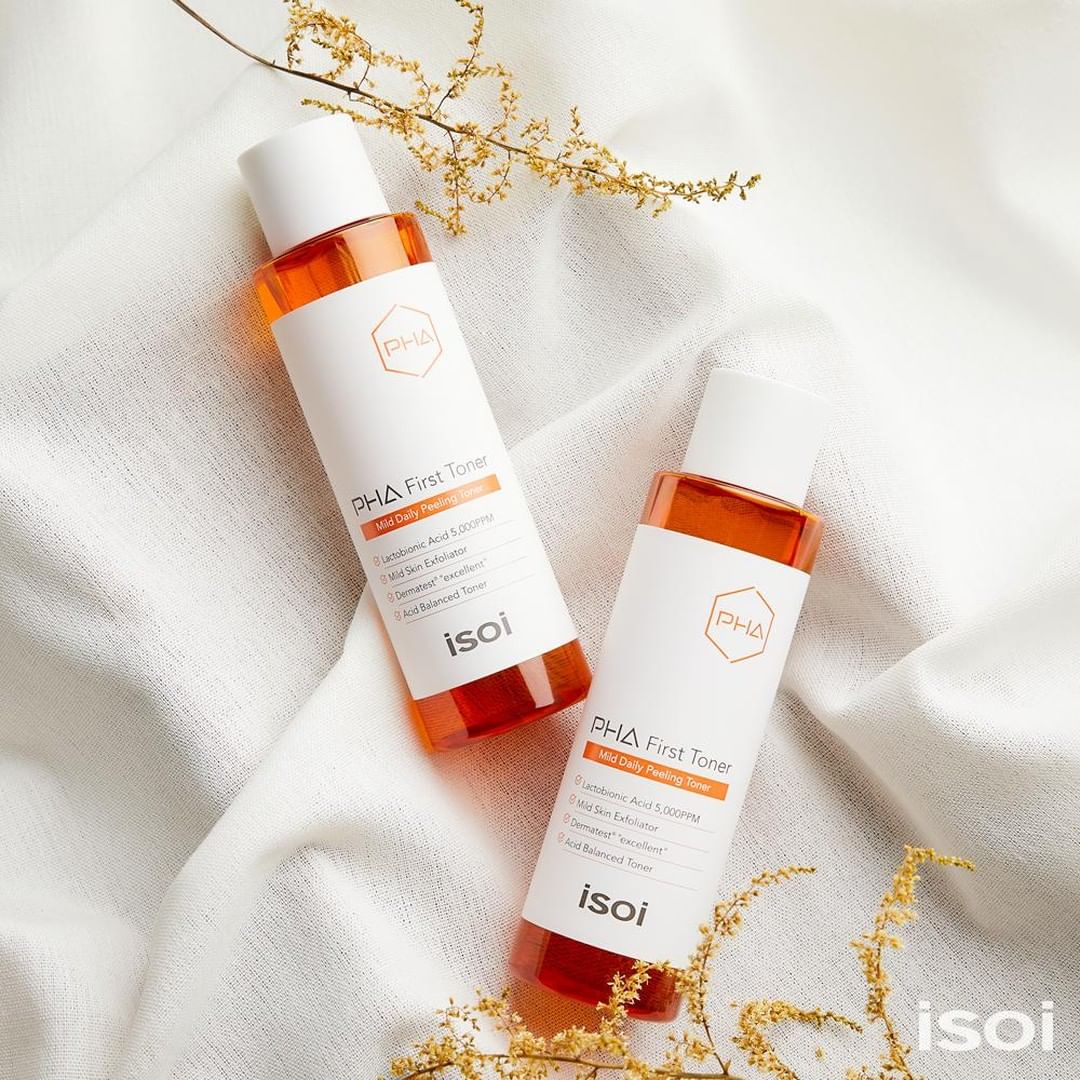 PHA
PHA First Toner
Mild Daily Peeling Toner
Lactobionic Acid 5,000PPM
Mild Skin Exfoliator
Dermatest® "excellent"
Acid Balanced Toner
isoi
PHA
PHA First Toner
Mild Daily Peeling Toner
Lactobionic Acid 5,000PPM
Mild Skin Exfoliator
Dermatest® "excellent"
Acid Balanced Toner
isoi
isoi